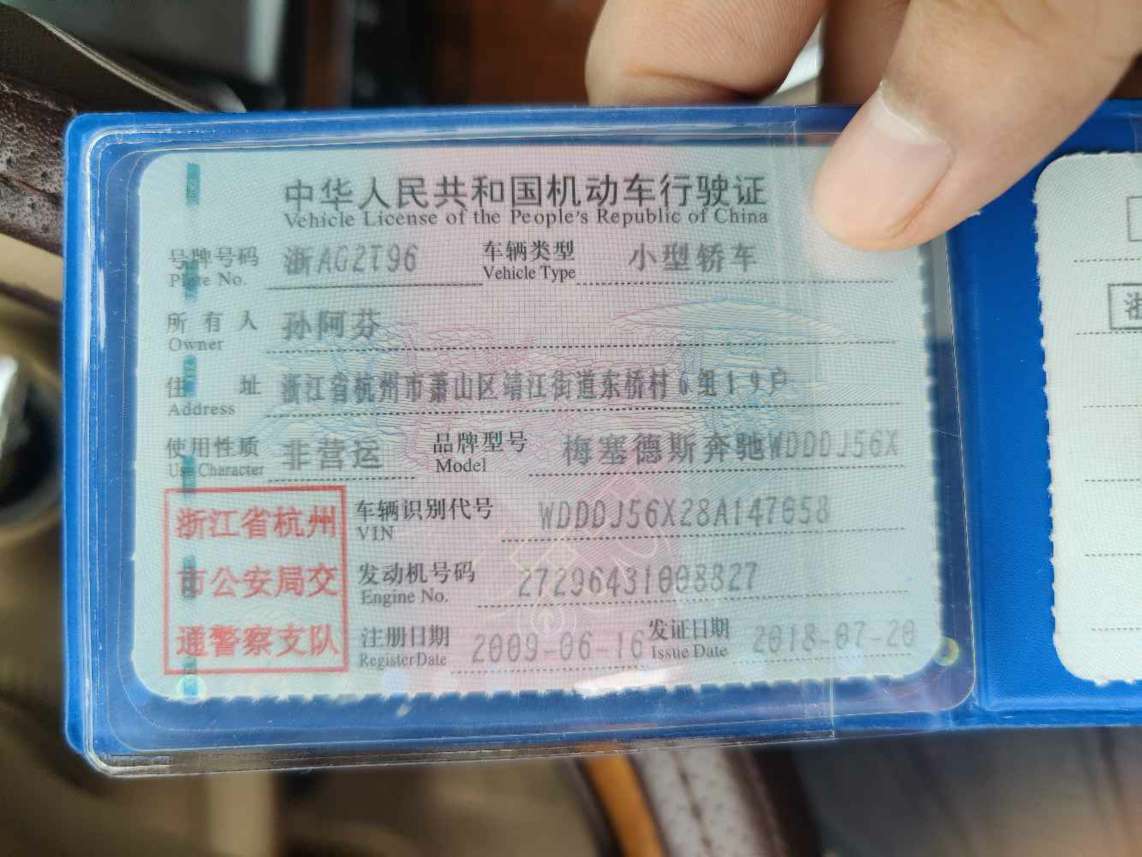 中华人民共和国机动车行驶证
Vehicle License of the People's Republic of China
号牌号码 浙AG2T96 车辆类型 小型轿车
Plate No. Vehicle Type
所有人 孙阿芬
Owner
住址 浙江省杭州市萧山区靖江街道东桥村6组19户
Address
使用性质 非营运 品牌型号 梅塞德斯奔驰WDDDJ56X
Use Character Model
浙江省杭州
市公安局交
通警察支队
车辆识别代号 WDDDJ56X28A147658
VIN
发动机号码 27296431008827
Engine No.
注册日期 2009-06-16 发证日期 2018-07-20
Register Date Issue Date
浙